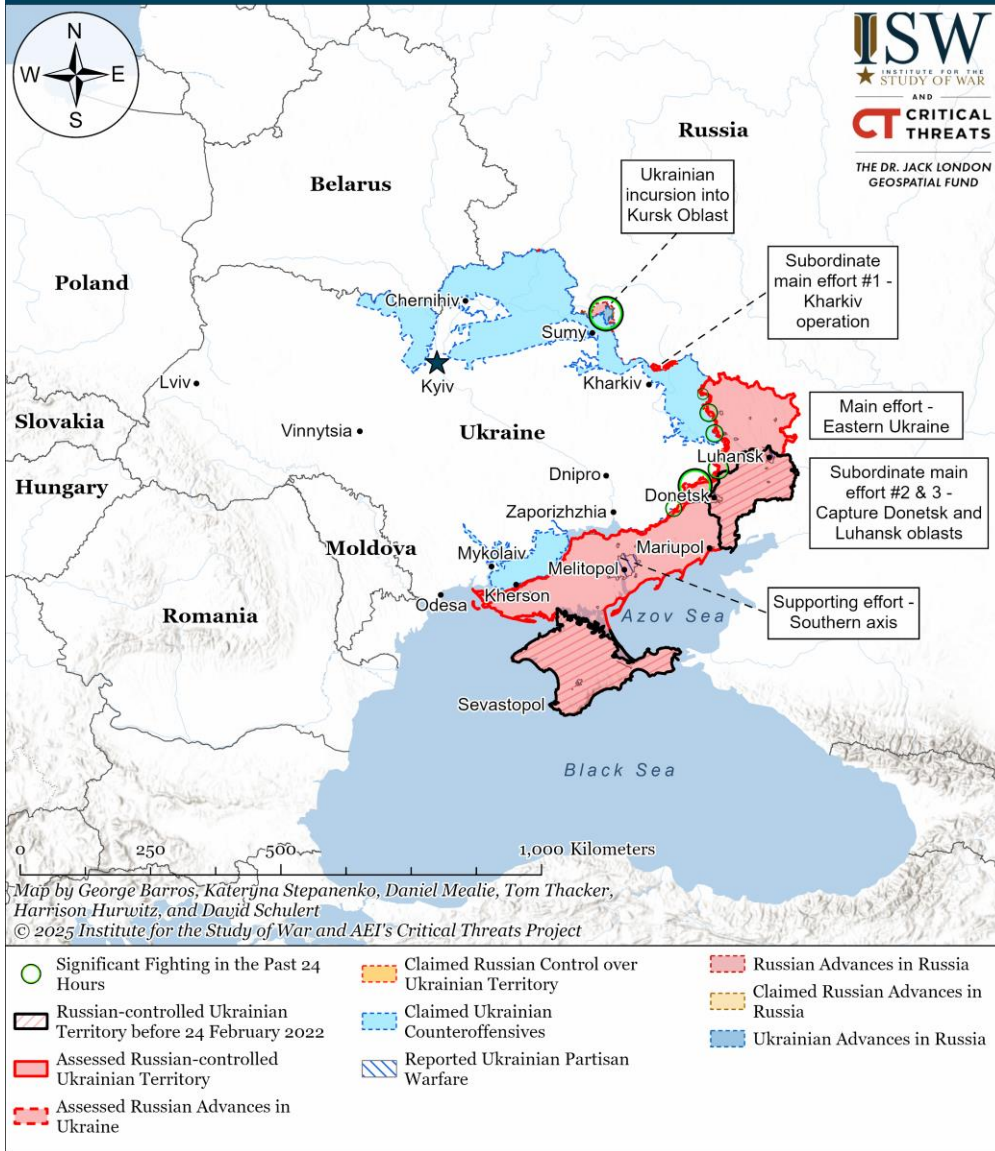 N
W E
S
ISW
INSTITUTE FOR THE
STUDY OF WAR
AND
CT CRITICAL
THREATS
THE DR. JACK LONDON
GEOSPATIAL FUND
Russia
Belarus
Ukrainian
incursion into
Kursk Oblast
Subordinate
main effort #1 -
Kharkiv
operation
Poland
Chernihiv
Sumy
Kyiv
Lviv
Kharkiv
Slovakia
Vinnytsia
Ukraine
Main effort -
Eastern Ukraine
Luhansk
Hungary
Dnipro
Donetsk
Subordinate main
effort #2 & 3 -
Capture Donetsk and
Luhansk oblasts
Zaporizhzhia
Moldova
Mykolaiv
Mariupol
Melitopol
Kherson
Odesa
Romania
Azov Sea
Supporting effort -
Southern axis
Sevastopol
Black Sea
0 250 500 1,000 Kilometers
Map by George Barros, Kateryna Stepanenko, Daniel Mealie, Tom Thacker,
Harrison Hurwitz, and David Schulert
© 2025 Institute for the Study of War and AEI's Critical Threats Project
Significant Fighting in the Past 24
Hours
Russian-controlled Ukrainian
Territory before 24 February 2022
Assessed Russian-controlled
Ukrainian Territory
Assessed Russian Advances in
Ukraine
Claimed Russian Control over
Ukrainian Territory
Claimed Ukrainian
Counteroffensives
Reported Ukrainian Partisan
Warfare
Russian Advances in Russia
Claimed Russian Advances in
Russia
Ukrainian Advances in Russia